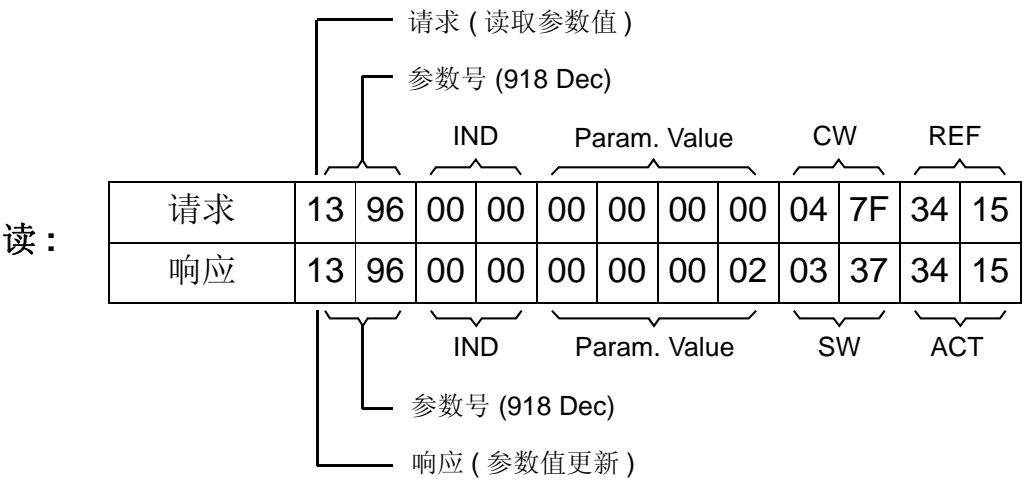 请求 ( 读取参数值 )
参数号 (918 Dec)
IND Param. Value CW REF
读 :
请求 13 96 00 00 00 00 00 00 04 7F 34 15
响应 13 96 00 00 00 00 00 02 03 37 34 15
IND Param. Value SW ACT
参数号 (918 Dec)
响应 ( 参数值更新 )